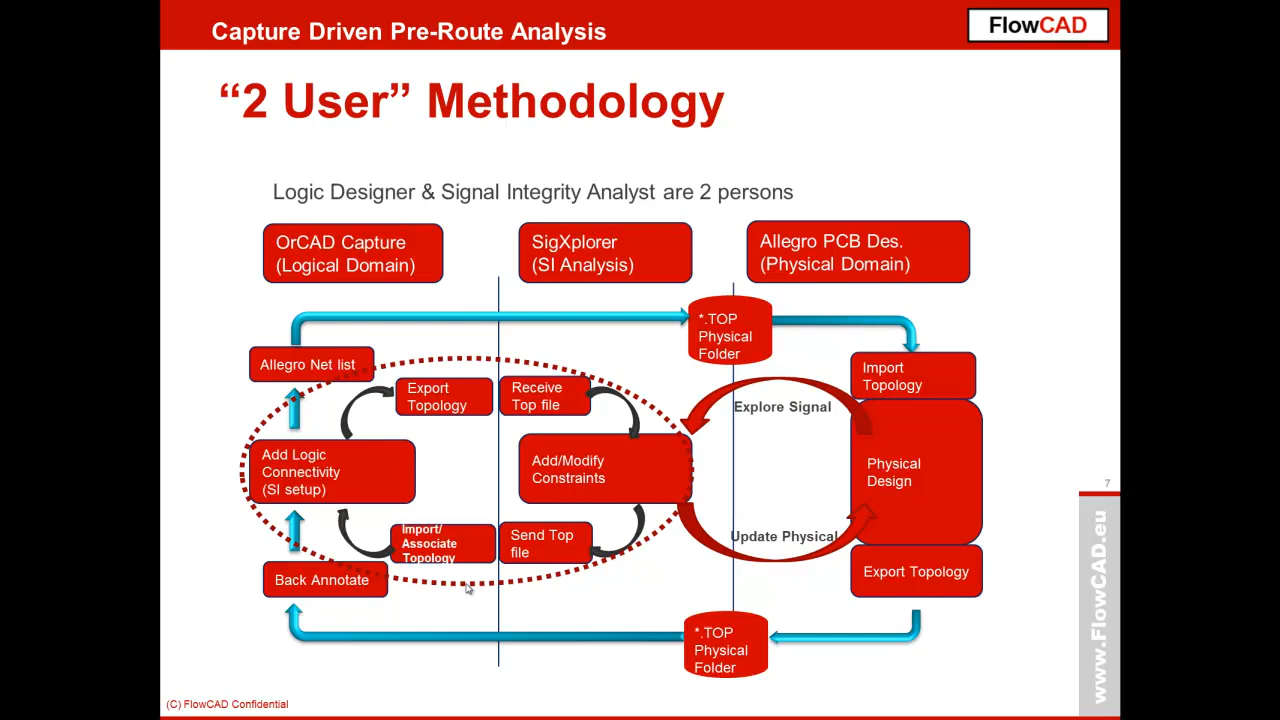 Capture Driven Pre-Route Analysis
FlowCAD
“2 User” Methodology
Logic Designer & Signal Integrity Analyst are 2 persons
OrCAD Capture
(Logical Domain)
SigXplorer
(SI Analysis)
Allegro PCB Des.
(Physical Domain)
*.TOP
Physical
Folder
Allegro Net list
Import
Topology
Export
Topology
Receive
Top file
Explore Signal
Add Logic
Connectivity
(SI setup)
Add/Modify
Constraints
Physical
Design
7
Import/
Associate
Topology
Send Top
file
Update Physical
Back Annotate
Export Topology
*.TOP
Physical
Folder
www.FlowCAD.eu
(C) FlowCAD Confidential